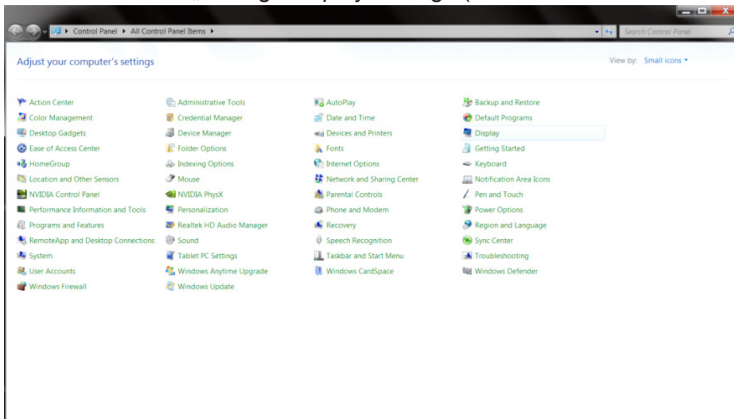 Control Panel ▸ All Control Panel Items ▸
Search Control Panel
Adjust your computer's settings
View by: Small icons
Action Center
Administrative Tools
AutoPlay
Backup and Restore
Color Management
Credential Manager
Date and Time
Default Programs
Desktop Gadgets
Device Manager
Devices and Printers
Display
Ease of Access Center
Folder Options
Fonts
Getting Started
HomeGroup
Indexing Options
Internet Options
Keyboard
Location and Other Sensors
Mouse
Network and Sharing Center
Notification Area Icons
NVIDIA Control Panel
NVIDIA PhysX
Parental Controls
Pen and Touch
Performance Information and Tools
Personalization
Phone and Modem
Power Options
Programs and Features
Realtek HD Audio Manager
Recovery
Region and Language
RemoteApp and Desktop Connections
Sound
Speech Recognition
Sync Center
System
Tablet PC Settings
Taskbar and Start Menu
Troubleshooting
User Accounts
Windows Anytime Upgrade
Windows CardSpace
Windows Defender
Windows Firewall
Windows Update